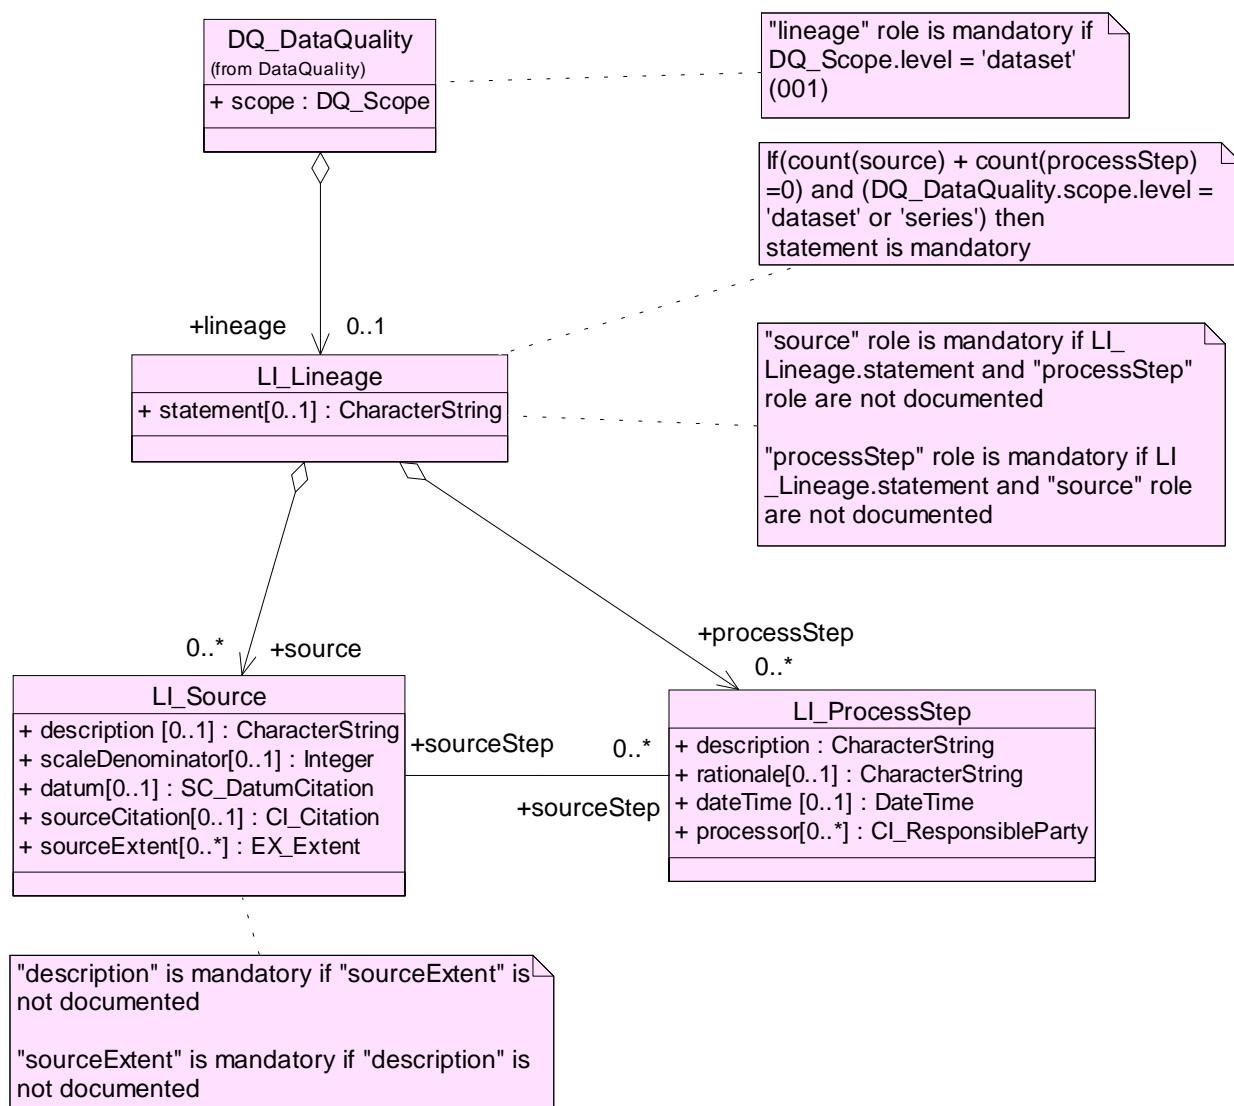 DQ_DataQuality
(from DataQuality)
+ scope : DQ_Scope
"lineage" role is mandatory if
DQ_Scope.level = 'dataset'
(001)
If(count(source) + count(processStep)
=0) and (DQ_DataQuality.scope.level =
'dataset' or 'series') then
statement is mandatory
+lineage 0..1
LI_Lineage
+ statement[0..1] : CharacterString
"source" role is mandatory if LI_
Lineage.statement and "processStep"
role are not documented
"processStep" role is mandatory if LI
_Lineage.statement and "source" role
are not documented
0..* +source
+processStep
0..*
LI_Source
+ description [0..1] : CharacterString
+ scaleDenominator[0..1] : Integer
+ datum[0..1] : SC_DatumCitation
+ sourceCitation[0..1] : CI_Citation
+ sourceExtent[0..*] : EX_Extent
+sourceStep 0..*
+sourceStep
LI_ProcessStep
+ description : CharacterString
+ rationale[0..1] : CharacterString
+ dateTime [0..1] : DateTime
+ processor[0..*] : CI_ResponsibleParty
"description" is mandatory if "sourceExtent" is
not documented
"sourceExtent" is mandatory if "description" is
not documented